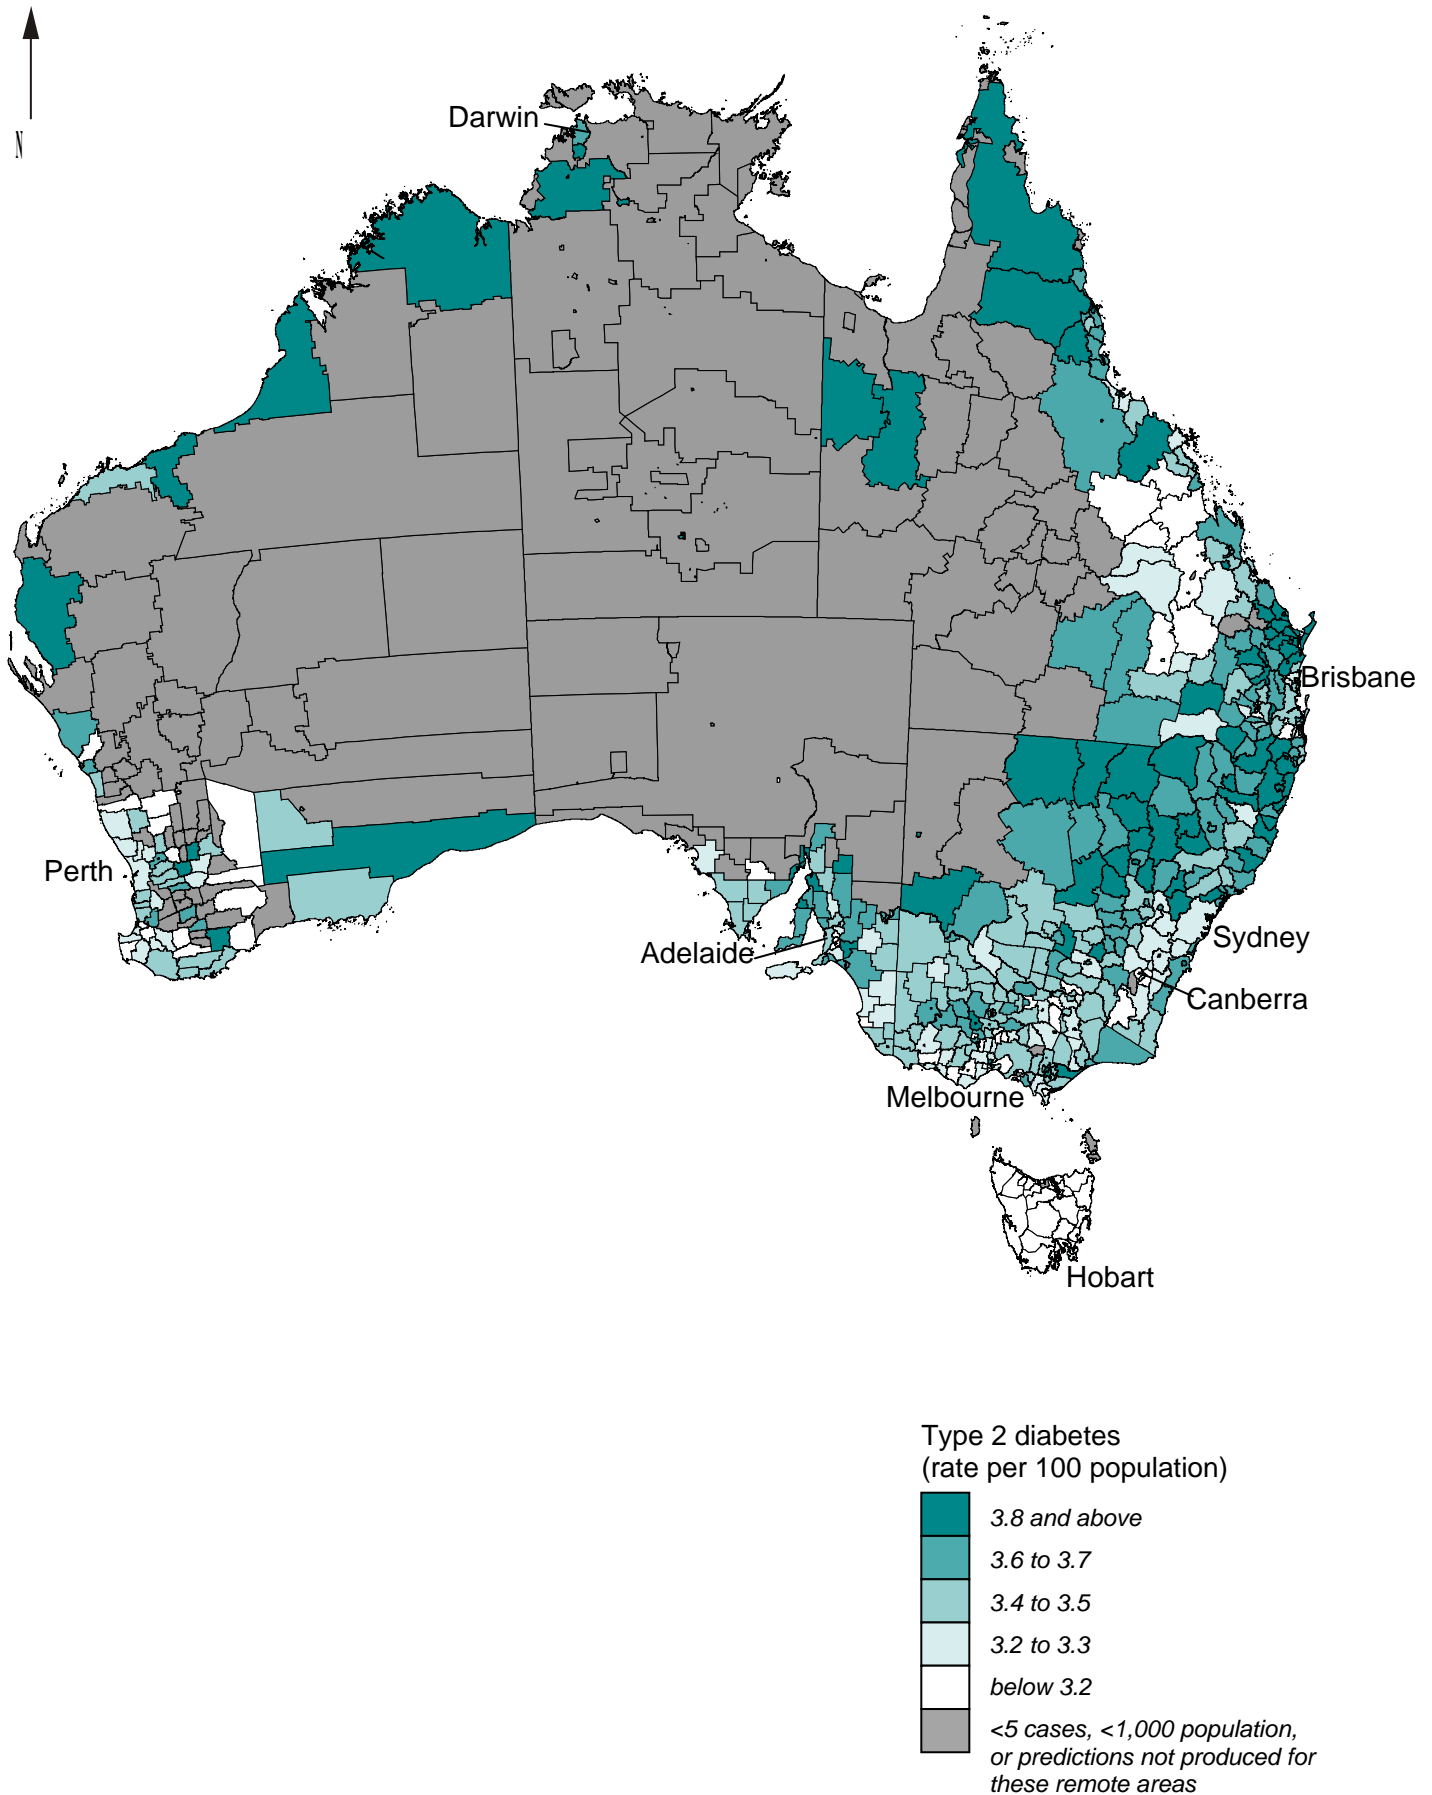 N
Darwin
Brisbane
Perth
Adelaide
Sydney
Canberra
Melbourne
Hobart
Type 2 diabetes
(rate per 100 population)
3.8 and above
3.6 to 3.7
3.4 to 3.5
3.2 to 3.3
below 3.2
<5 cases, <1,000 population,
or predictions not produced for
these remote areas